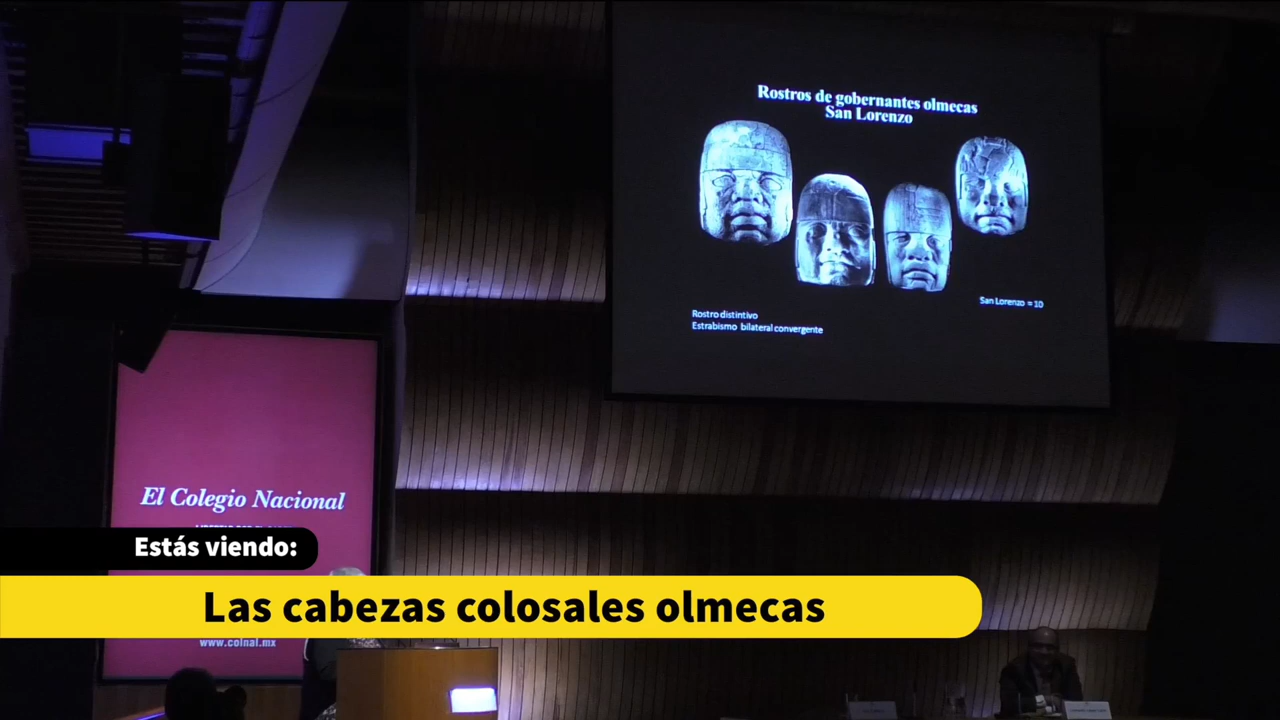 Rostros de gobernantes olmecas
San Lorenzo
San Lorenzo = 10
Rostro distintivo
Estrabismo bilateral convergente
El Colegio Nacional
Estás viendo:
Las cabezas colosales olmecas
www.colnal.mx